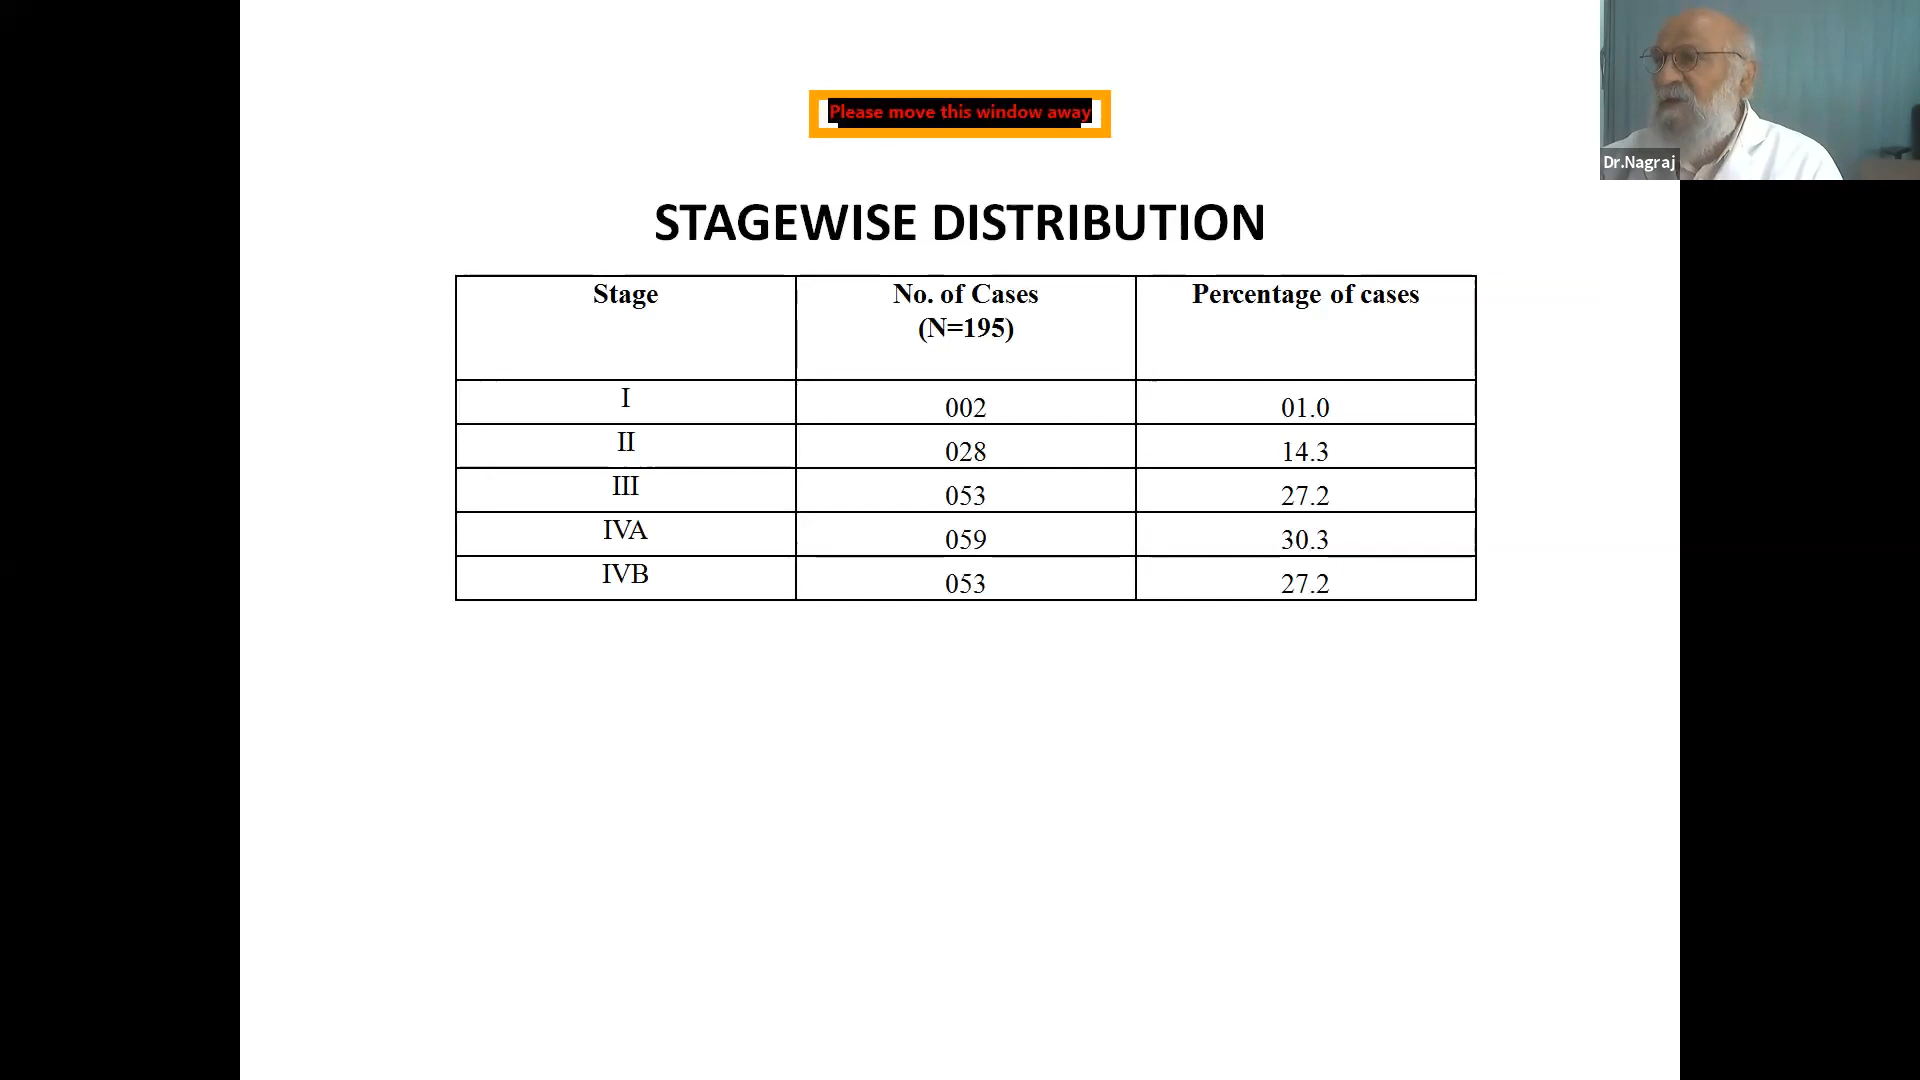 Please move this window away
Dr.Nagraj
STAGEWISE DISTRIBUTION
Stage No. of Cases (N=195) Percentage of cases
I 002 01.0
II 028 14.3
III 053 27.2
IVA 059 30.3
IVB 053 27.2